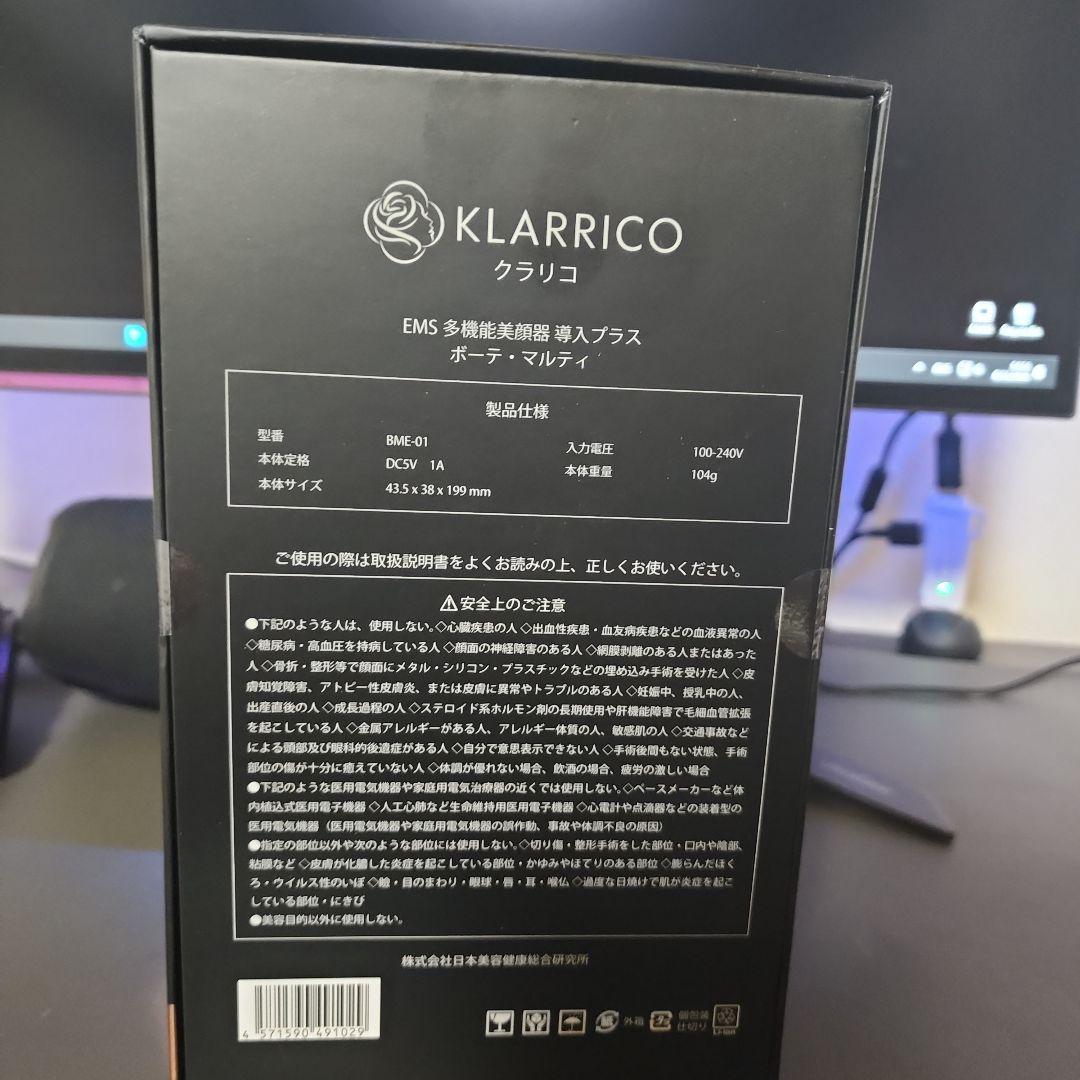 KLARRICO
クラリコ
EMS 多機能美顔器 導入プラス
ボーテ・マルティ
製品仕様
型番 BME-01 入力電圧 100-240V
本体定格 DC5V 1A 本体重量 104g
本体サイズ 43.5 x 38 x 199 mm
ご使用の際は取扱説明書をよくお読みの上、正しくお使いください。
⚠安全上のご注意
●下記のような人は、使用しない。◇心臓疾患の人◇出血性疾患・血友病疾患などの血液異常の人
◇糖尿病・高血圧を持病している人◇顔面の神経障害のある人◇網膜剥離のある人またはあった
人◇骨折・整形等で顔面にメタル・シリコン・プラスチックなどの埋め込み手術を受けた人◇皮
膚知覚障害、アトピー性皮膚炎、または皮膚に異常やトラブルのある人◇妊娠中、授乳中の人、
出産直後の人◇成長過程の人◇ステロイド系ホルモン剤の長期使用や肝機能障害で毛細血管拡張
を起こしている人◇金属アレルギーがある人、アレルギー体質の人、敏感肌の人◇交通事故など
による頭部及び眼科的後遺症がある人◇自分で意思表示できない人◇手術後間もない状態、手術
部位の傷が十分に癒えていない人◇体調が優れない場合、飲酒の場合、疲労の激しい場合
●下記のような医用電気機器や家庭用電気治療器の近くでは使用しない。◇ペースメーカーなど体
内植込式医用電子機器◇人工心肺など生命維持用医用電子機器◇心電計や点滴器などの装着型の
医用電気機器（医用電気機器や家庭用電気機器の誤作動、事故や体調不良の原因）
●指定の部位以外や次のような部位には使用しない。◇切り傷・整形手術をした部位・口内や陰部、
粘膜など◇皮膚が化膿した炎症を起こしている部位・かゆみやほてりのある部位◇膨らんだほく
ろ・ウイルス性のいぼ◇瞼・目のまわり・眼球・唇・耳・喉仏◇過度な日焼けで肌が炎症を起こ
している部位・にきび
●美容目的以外に使用しない。
株式会社日本美容健康総合研究所
4 571590 491029
紙 外箱 プラ 個包装 仕切り Li-ion